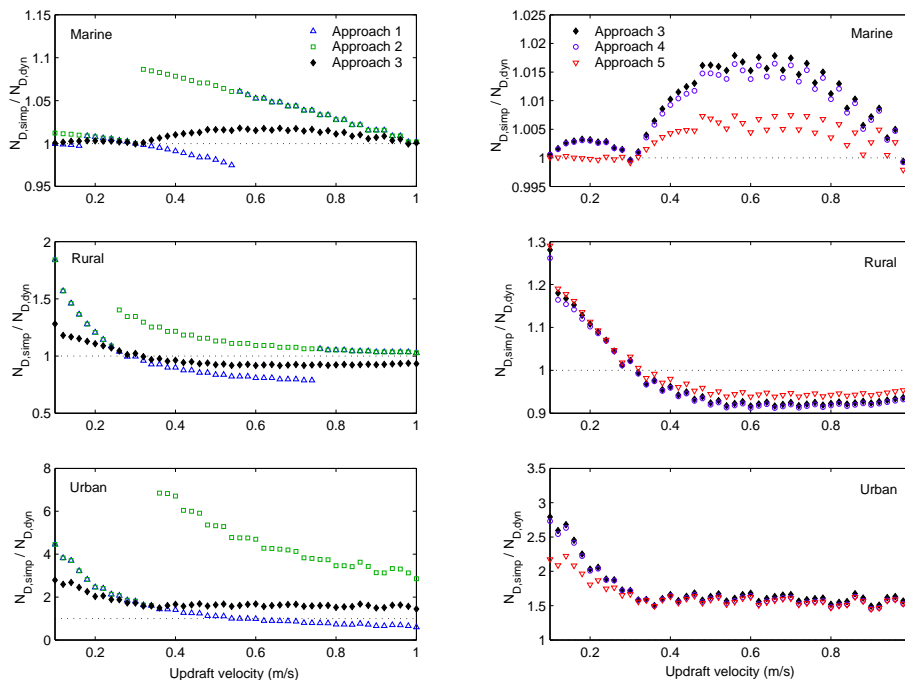 Marine
Approach 1
Approach 2
Approach 3
1.15
1.1
1.05
1
0.95
N_D,simp / N_D,dyn
0.2 0.4 0.6 0.8 1
Marine
Approach 3
Approach 4
Approach 5
1.025
1.02
1.015
1.01
1.005
1
0.995
N_D,simp / N_D,dyn
0.2 0.4 0.6 0.8
Rural
2
1.5
1
0.5
N_D,simp / N_D,dyn
0.2 0.4 0.6 0.8 1
Rural
1.3
1.2
1.1
1
0.9
N_D,simp / N_D,dyn
0.2 0.4 0.6 0.8
Urban
8
6
4
2
0
N_D,simp / N_D,dyn
0.2 0.4 0.6 0.8 1
Updraft velocity (m/s)
Urban
3.5
3
2.5
2
1.5
1
N_D,simp / N_D,dyn
0.2 0.4 0.6 0.8
Updraft velocity (m/s)